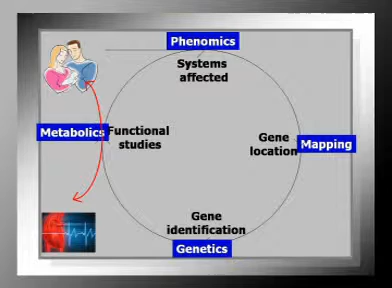 Phenomics
Systems
affected
Metabolics
Functional
studies
Gene
location
Mapping
Gene
identification
Genetics